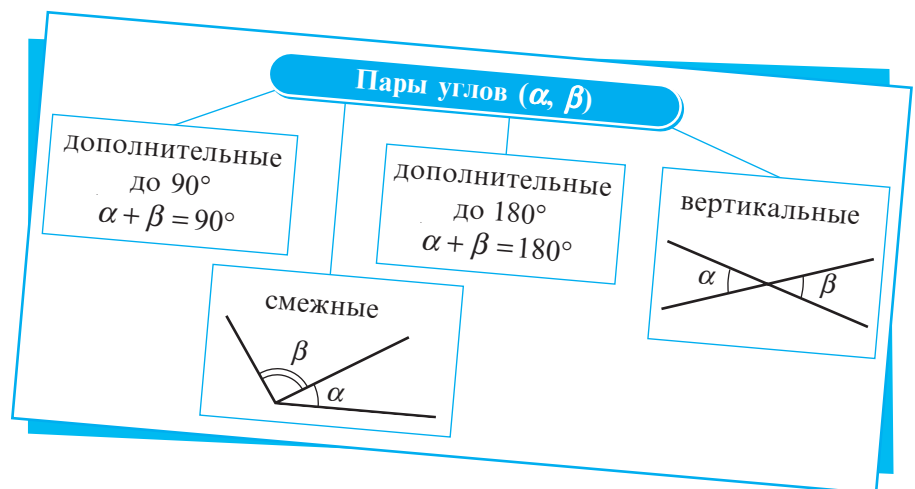 Пары углов (α, β)
дополнительные
до 90°
α + β = 90°
дополнительные
до 180°
α + β = 180°
вертикальные
α
β
смежные
β
α